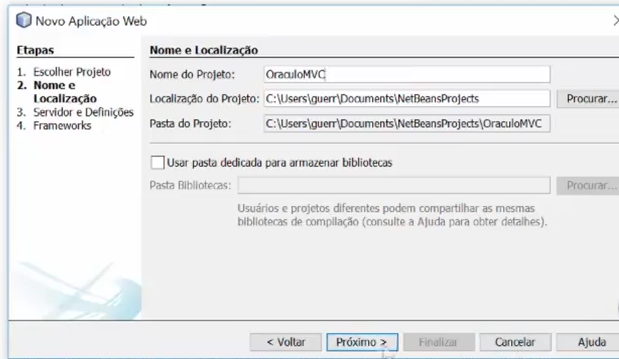 Novo Aplicação Web
Etapas
1. Escolher Projeto
2. Nome e
Localização
3. Servidor e Definições
4. Frameworks
Nome e Localização
Nome do Projeto: OraculoMVC
Localização do Projeto: C:\Users\guerr\Documents\NetBeansProjects Procurar...
Pasta do Projeto: C:\Users\guerr\Documents\NetBeansProjects\OraculoMVC
Usar pasta dedicada para armazenar bibliotecas
Pasta Bibliotecas: Procurar...
Usuários e projetos diferentes podem compartilhar as mesmas
bibliotecas de compilação (consulte a Ajuda para obter detalhes).
< Voltar Próximo > Finalizar Cancelar Ajuda